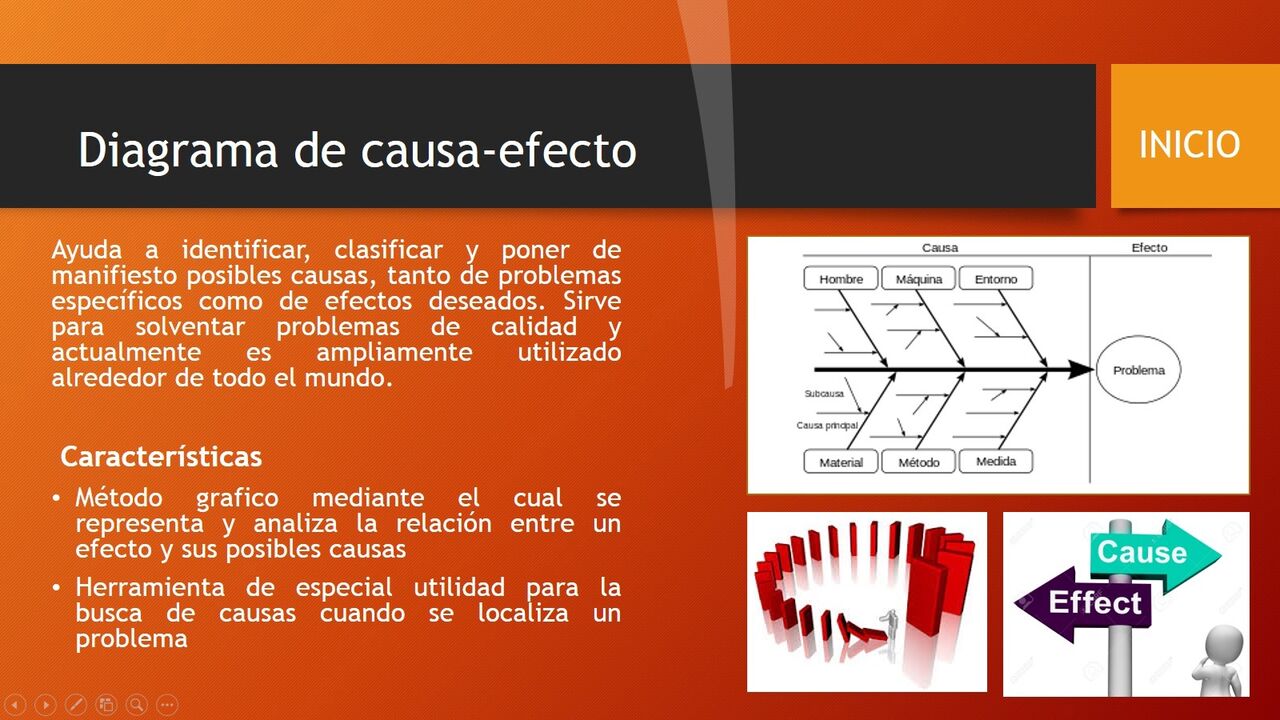 Diagrama de causa-efecto
INICIO
Ayuda a identificar, clasificar y poner de
manifiesto posibles causas, tanto de problemas
específicos como de efectos deseados. Sirve
para solventar problemas de calidad y
actualmente es ampliamente utilizado
alrededor de todo el mundo.
Características
• Método grafico mediante el cual se
representa y analiza la relación entre un
efecto y sus posibles causas
• Herramienta de especial utilidad para la
busca de causas cuando se localiza un
problema
Causa Efecto
Hombre Máquina Entorno
Problema
Subcausa
Causa principal
Material Método Medida
Cause
Effect